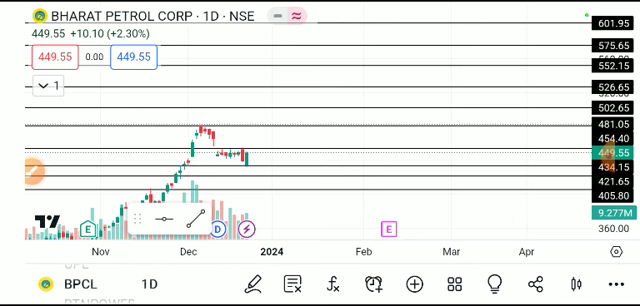 BHARAT PETROL CORP · 1D · NSE
449.55 +10.10 (+2.30%)
449.55 0.00 449.55
1
601.95
575.65
552.15
526.65
502.65
481.05
454.40
449.55
434.15
421.65
405.80
9.277M
360.00
E D E
Nov Dec 2024 Feb Mar Apr
BPCL 1D